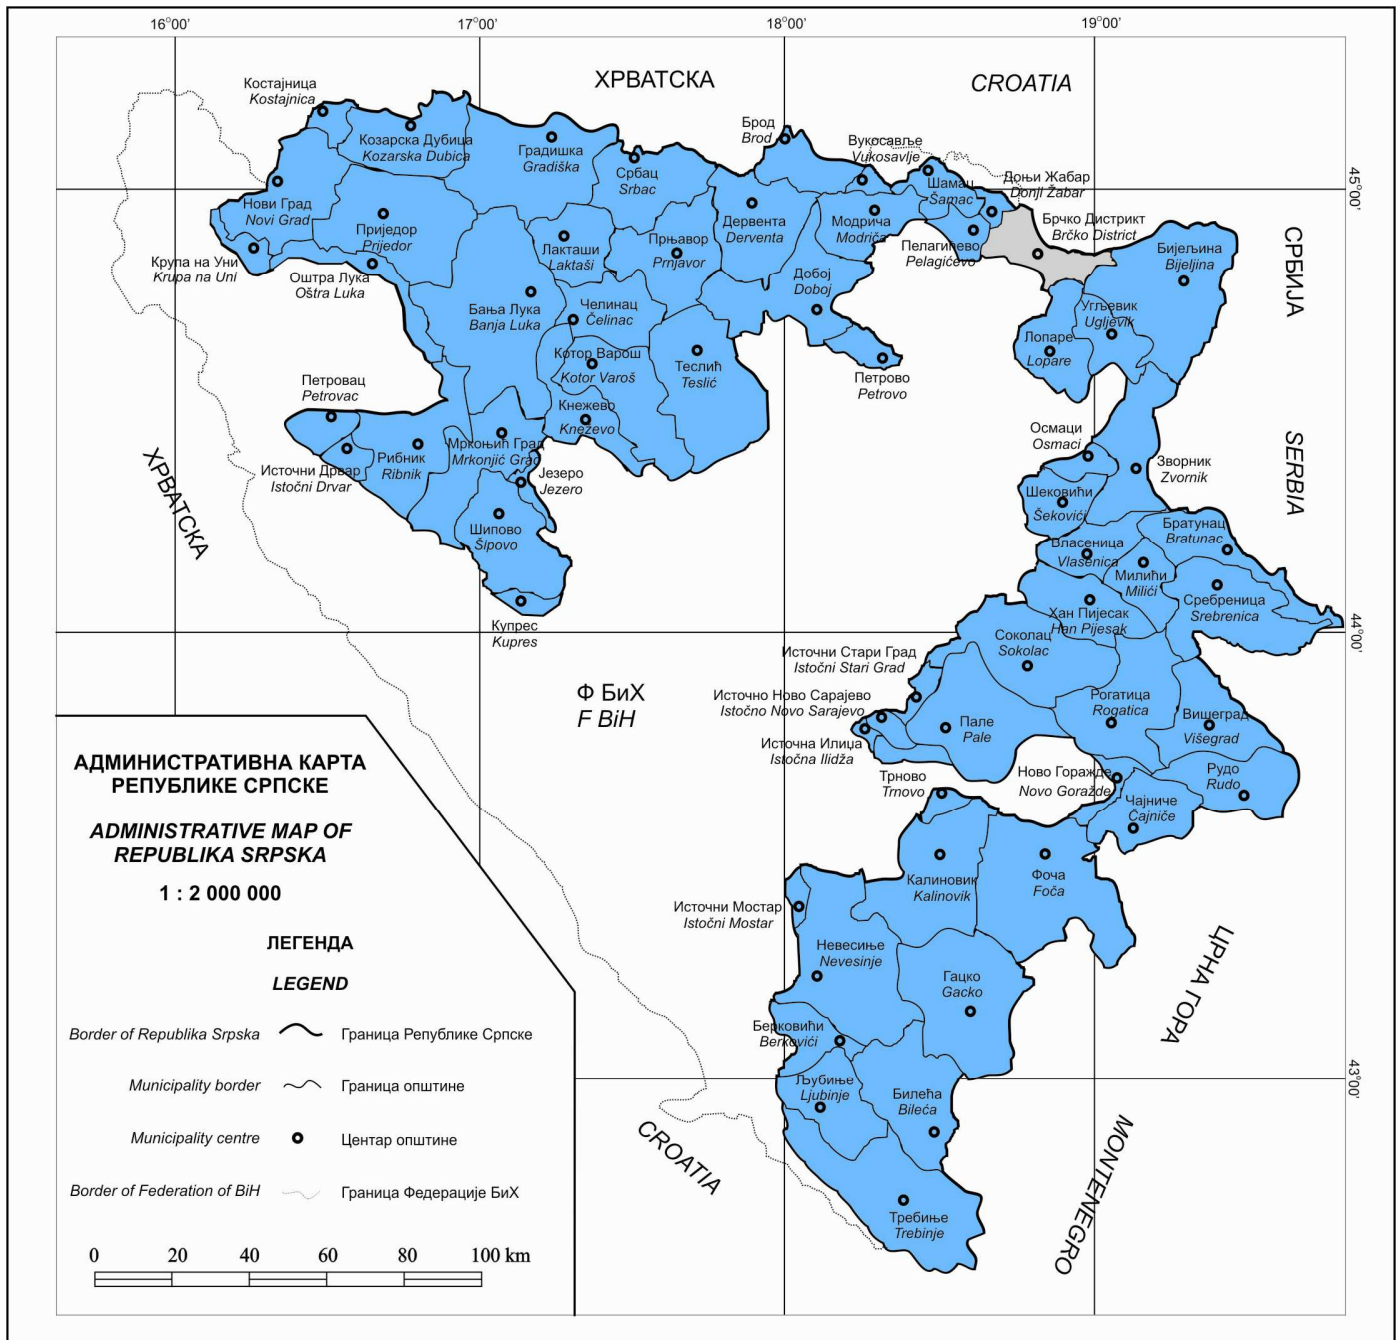 16°00'
17°00'
18°00'
19°00'
ХРВАТСКА
CROATIA
Костајница
Kostajnica
Козарска Дубица
Kozarska Dubica
Градишка
Gradiška
Србац
Srbac
Брод
Brod
Вукосавље
Vukosavlje
Шамац
Šamac
Доњи Жабар
Donji Žabar
45°00'
Нови Град
Novi Grad
Приједор
Prijedor
Лакташи
Laktaši
Прњавор
Prnjavor
Дервента
Derventa
Модрича
Modriča
Пелагићево
Pelagićevo
Брчко Дистрикт
Brčko District
Бијељина
Bijeljina
СРБИЈА
Крупа на Уни
Krupa na Uni
Оштра Лука
Oštra Luka
Бања Лука
Banja Luka
Челинац
Čelinac
Добој
Doboj
Угљевик
Ugljevik
Лопаре
Lopare
Котор Варош
Kotor Varoš
Теслић
Teslić
Петрово
Petrovo
Петровац
Petrovac
Кнежево
Kneževo
Осмаци
Osmaci
Зворник
Zvornik
SERBIA
Источни Дрвар
Istočni Drvar
Рибник
Ribnik
Мркоњић Град
Mrkonjić Grad
Језеро
Jezero
ХРВАТСКА
Шипово
Šipovo
Шековићи
Šekovići
Братунац
Bratunac
Власеница
Vlasenica
Милићи
Milići
Сребреница
Srebrenica
Хан Пијесак
Han Pijesak
Купрес
Kupres
44°00'
Соколац
Sokolac
Источни Стари Град
Istočni Stari Grad
Источно Ново Сарајево
Istočno Novo Sarajevo
Источна Илиџа
Istočna Ilidža
Ф БиХ
F BiH
Пале
Pale
Рогатица
Rogatica
Вишеград
Višegrad
Трново
Trnovo
Ново Горажде
Novo Goražde
Рудо
Rudo
Чајниче
Čajniče
Калиновик
Kalinovik
Фоча
Foča
Источни Мостар
Istočni Mostar
Невесиње
Nevesinje
Гацко
Gacko
ЦРНА ГОРА
Берковићи
Berkovići
43°00'
Љубиње
Ljubinje
Билећа
Bileća
CROATIA
MONTENEGRO
Требиње
Trebinje
АДМИНИСТРАТИВНА КАРТА
РЕПУБЛИКЕ СРПСКЕ
ADMINISTRATIVE MAP OF
REPUBLIKA SRPSKA
1 : 2 000 000
ЛЕГЕНДА
LEGEND
Border of Republika Srpska Граница Републике Српске
Municipality border Граница општине
Municipality centre Центар општине
Border of Federation of BiH Граница Федерације БиХ
0 20 40 60 80 100 km